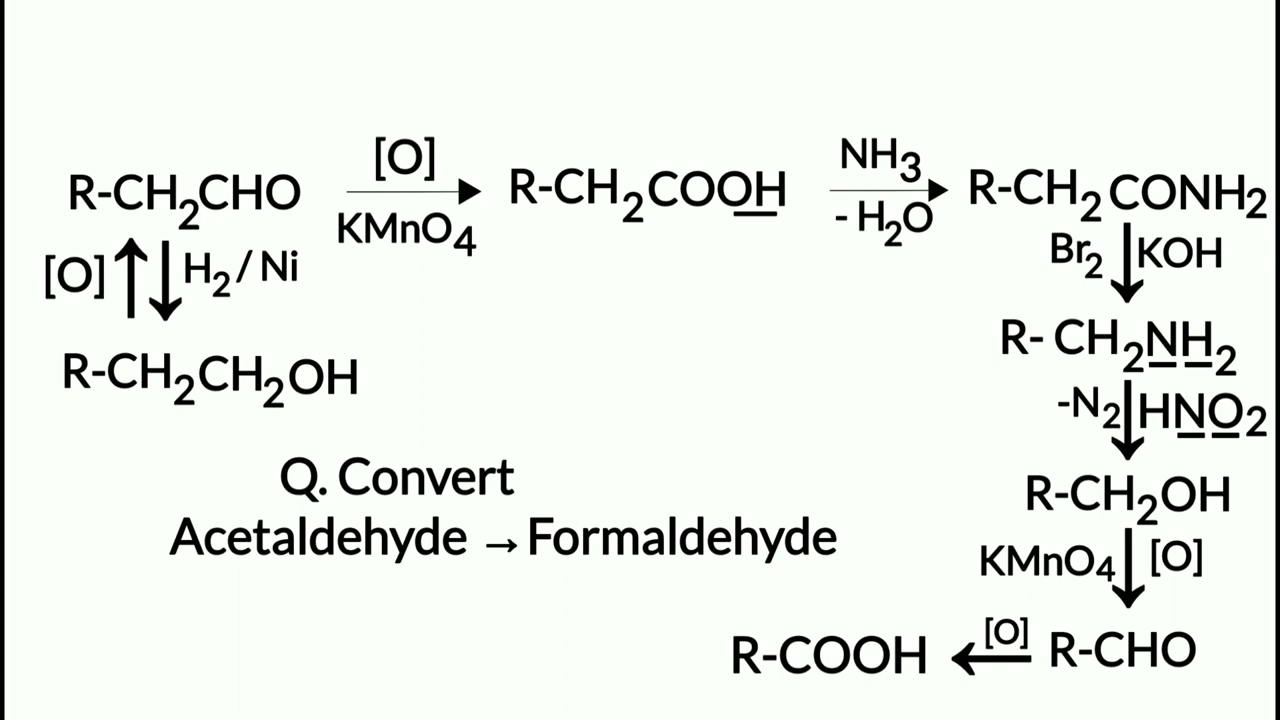 R-CH2CHO [O] KMnO4 R-CH2COOH NH3 - H2O R-CH2CONH2
[O] H2 / Ni Br2 KOH
R-CH2CH2OH R- CH2NH2
-N2 HNO2
Q. Convert R-CH2OH
Acetaldehyde → Formaldehyde KMnO4 [O]
R-COOH [O] R-CHO